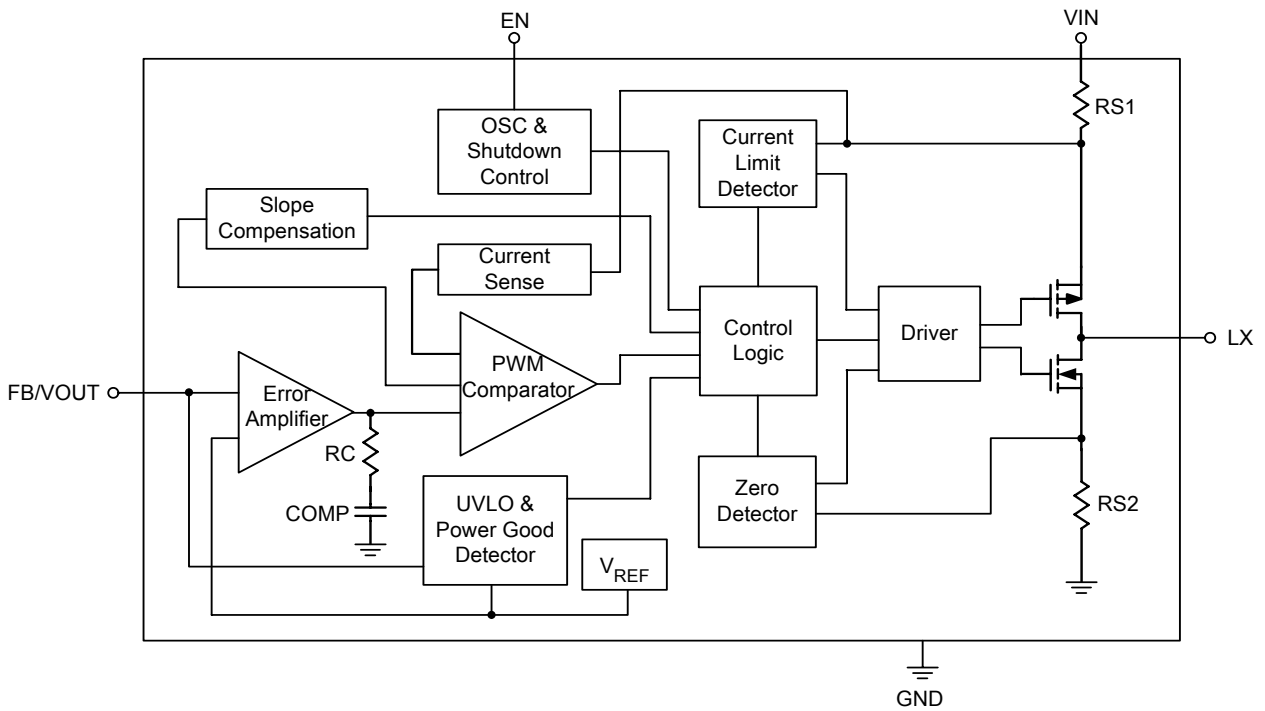 EN
VIN
RS1
OSC &
Shutdown
Control
Current
Limit
Detector
Slope
Compensation
Current
Sense
Control
Logic
Driver
LX
PWM
Comparator
FB/VOUT
Error
Amplifier
RC
COMP
UVLO &
Power Good
Detector
VREF
Zero
Detector
RS2
GND